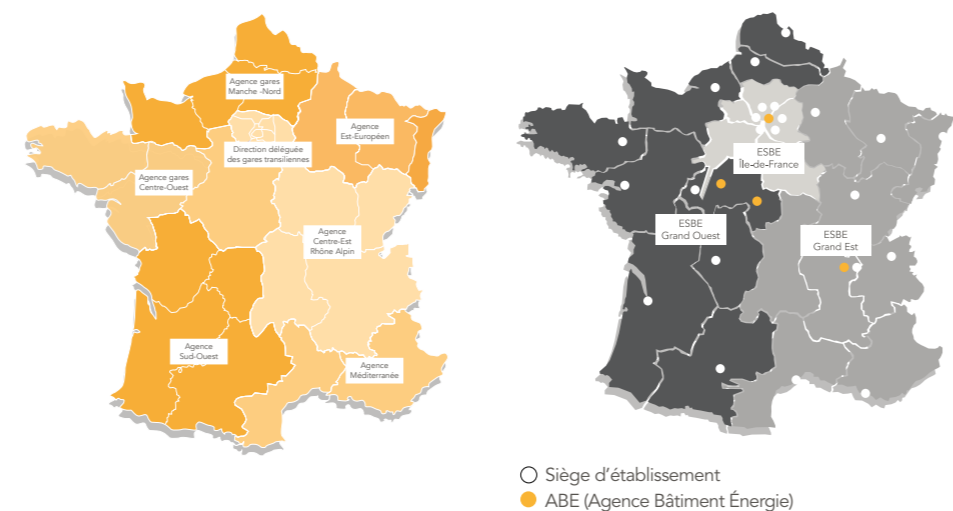 Agence gares
Manche -Nord
Agence
Est-Européen
Direction déléguée
des gares transiliennes
Agence gares
Centre-Ouest
Agence
Centre-Est
Rhône Alpin
Agence
Sud-Ouest
Agence
Méditerranée
ESBE
Île-de-France
ESBE
Grand Ouest
ESBE
Grand Est
Siège d'établissement
ABE (Agence Bâtiment Énergie)